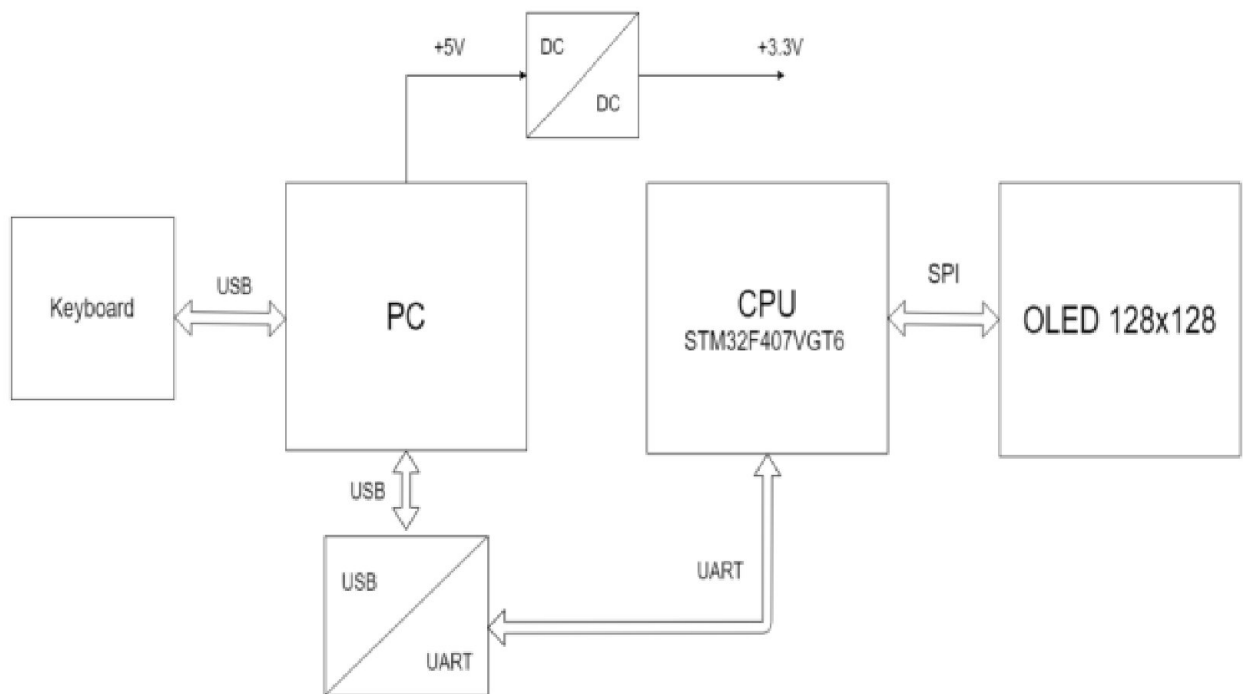 +5V
DC
DC
+3.3V
Keyboard
USB
PC
CPU
STM32F407VGT6
SPI
OLED 128x128
USB
USB
UART
UART